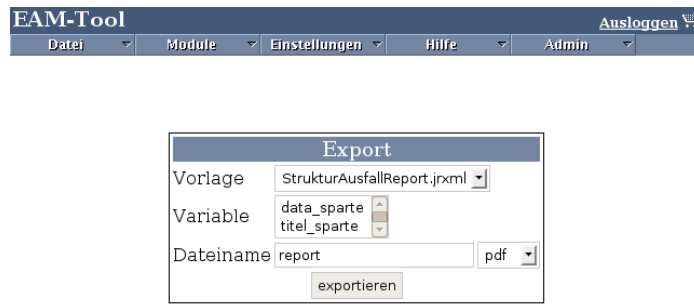 EAM-Tool
Ausloggen
Datei Module Einstellungen Hilfe Admin
Export
Vorlage StrukturAusfallReport.jrxml
Variable data_sparte
titel_sparte
Dateiname report pdf
exportieren